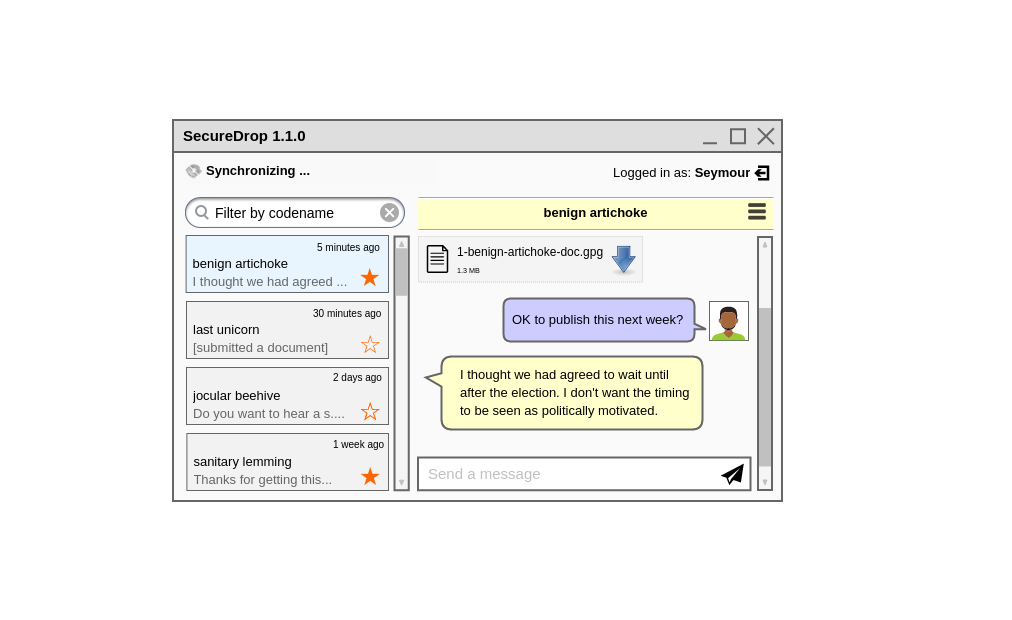 SecureDrop 1.1.0
Synchronizing ...
Logged in as: Seymour
Filter by codename
benign artichoke
5 minutes ago
benign artichoke
I thought we had agreed ...
30 minutes ago
last unicorn
[submitted a document]
2 days ago
jocular beehive
Do you want to hear a s....
1 week ago
sanitary lemming
Thanks for getting this...
1-benign-artichoke-doc.gpg
1.3 MB
OK to publish this next week?
I thought we had agreed to wait until
after the election. I don't want the timing
to be seen as politically motivated.
Send a message